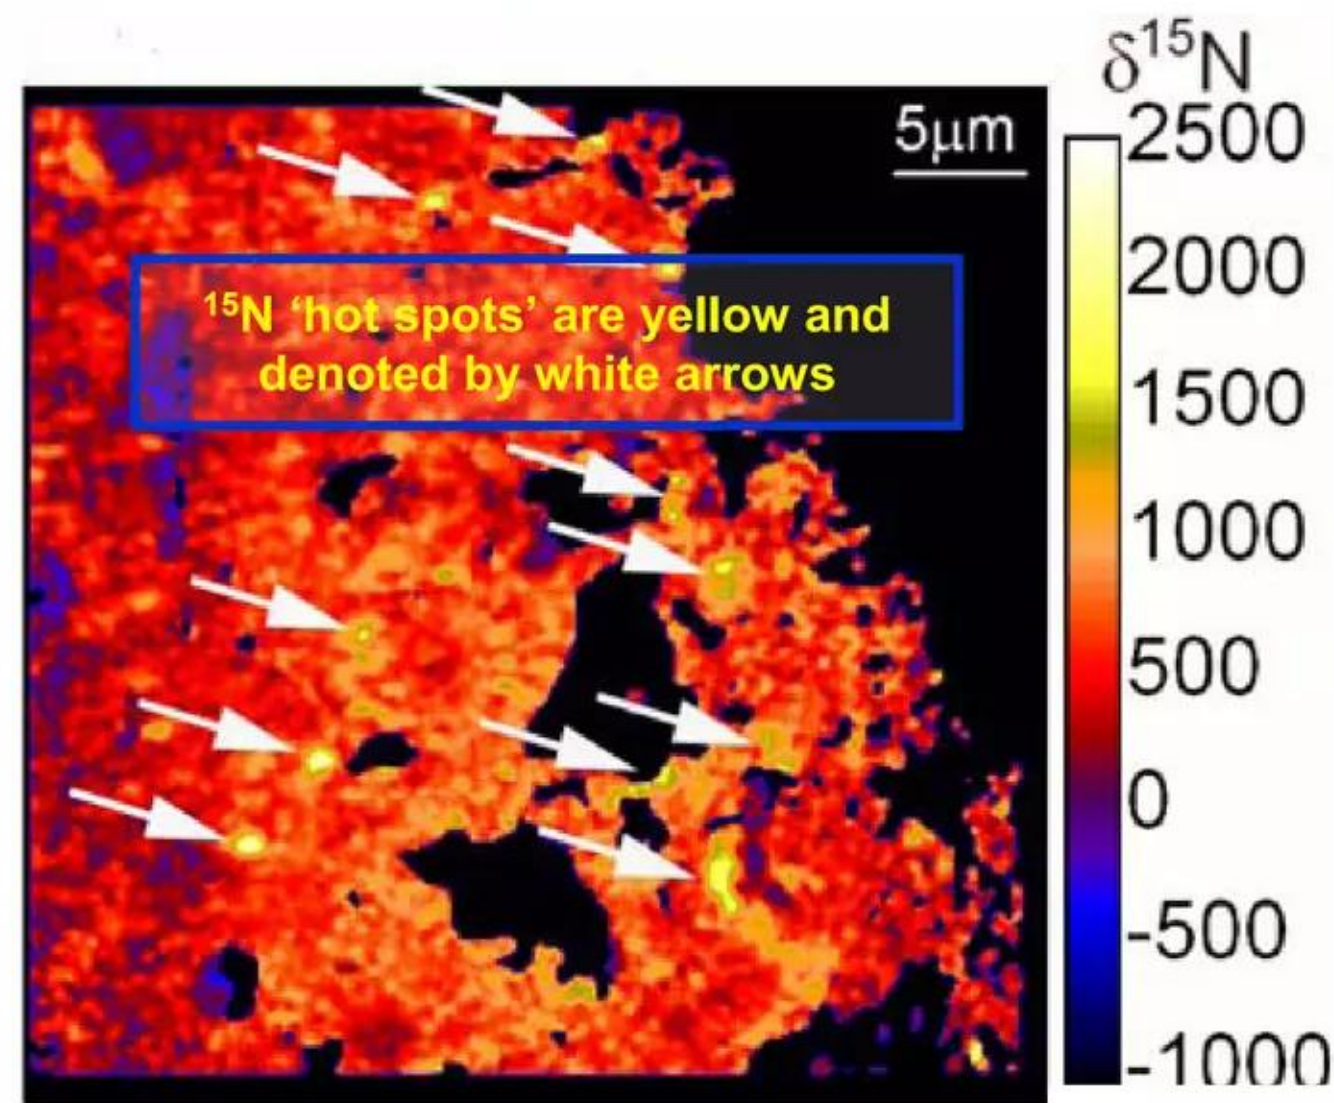 δ¹⁵N
5μm
2500
2000
¹⁵N ‘hot spots’ are yellow and
denoted by white arrows
1500
1000
500
0
-500
-1000